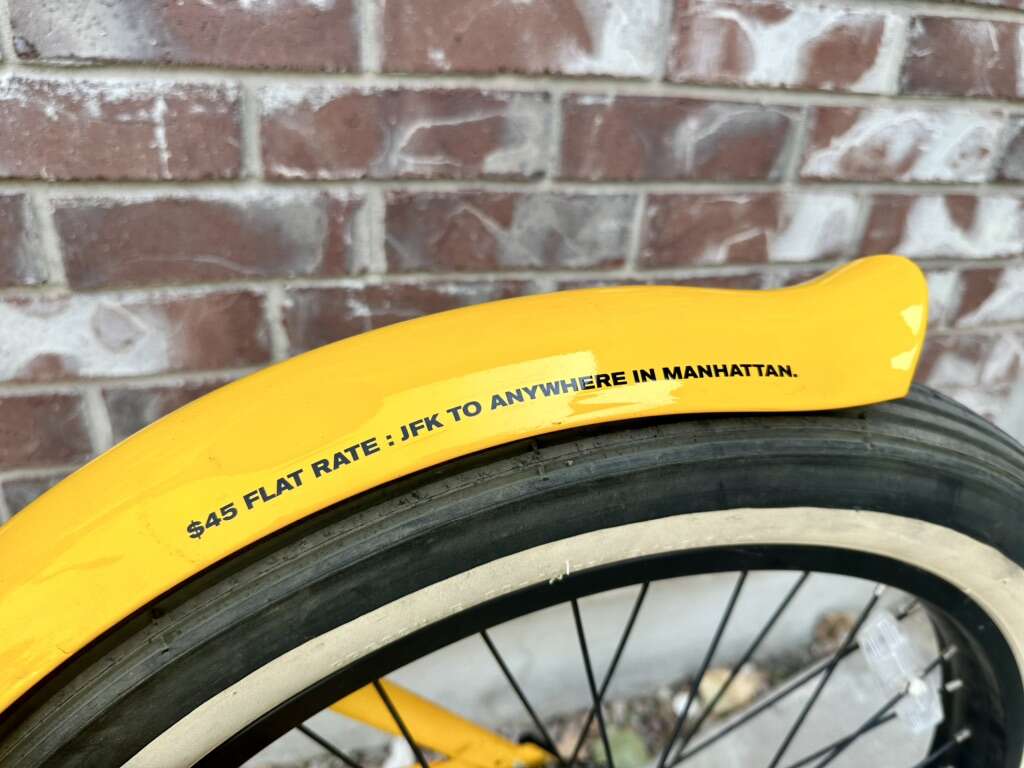 $45 FLAT RATE : JFK TO ANYWHERE IN MANHATTAN.